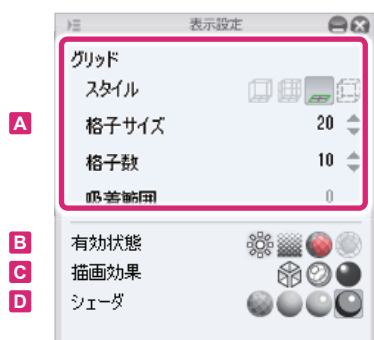 表示設定
グリッド
スタイル
A
格子サイズ 20
格子数 10
吸着範囲 0
B 有効状態
C 描画効果
D シェーダ